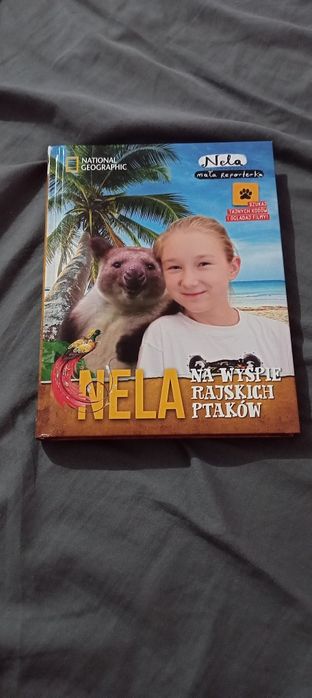 NATIONAL
GEOGRAPHIC
Nela
mała reporterka
SZUKAJ
TAJNYCH KODÓW
I OGLĄDAJ FILMY!
NELA
NA WYSPIE
RAJSKICH
PTAKÓW